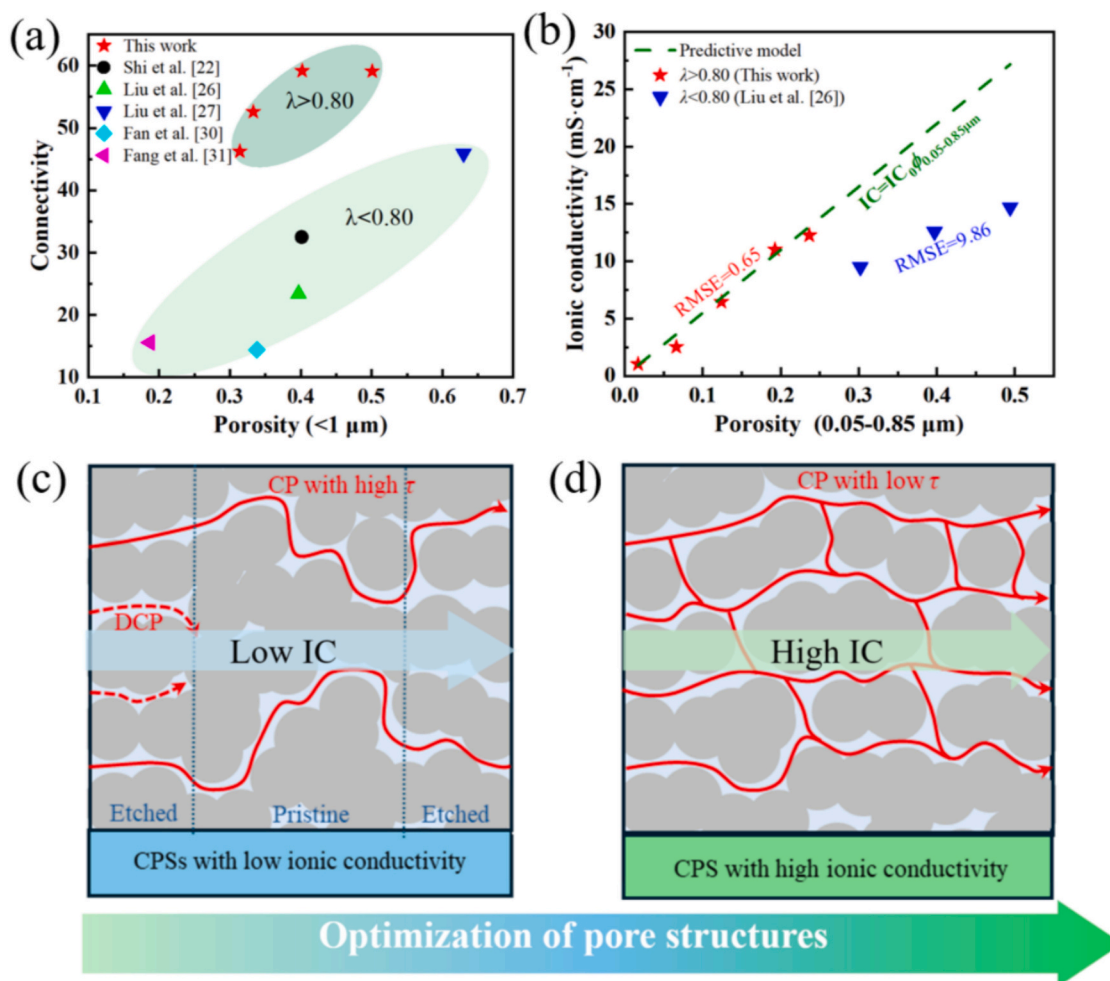 (a)
This work
Shi et al. [22]
Liu et al. [26]
Liu et al. [27]
Fan et al. [30]
Fang et al. [31]
λ>0.80
λ<0.80
Connectivity
60
50
40
30
20
10
0.1 0.2 0.3 0.4 0.5 0.6 0.7
Porosity (<1 μm)
(b)
Predictive model
λ>0.80 (This work)
λ<0.80 (Liu et al. [26])
IC=IC₀ϕ₀.₀₅₋₀.₈₅μm
RMSE=0.65
RMSE=9.86
Ionic conductivity (mS·cm⁻¹)
30
25
20
15
10
5
0
0.0 0.1 0.2 0.3 0.4 0.5
Porosity (0.05-0.85 μm)
(c)
CP with high τ
DCP
Low IC
Etched Pristine Etched
CPSs with low ionic conductivity
(d)
CP with low τ
High IC
CPS with high ionic conductivity
Optimization of pore structures